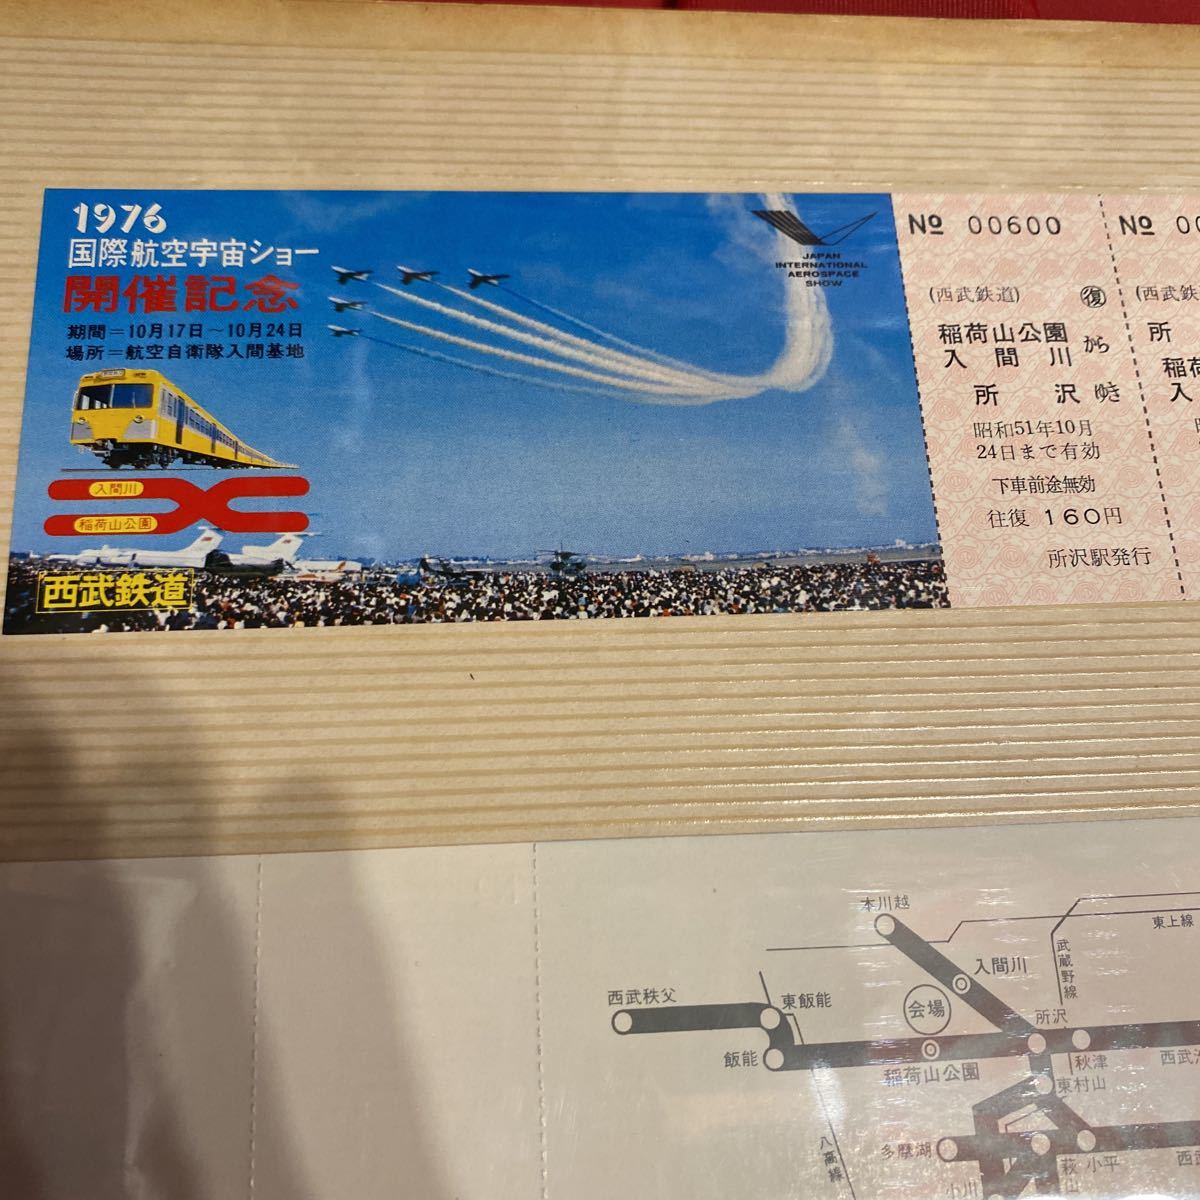 1976
国際航空宇宙ショー
開催記念
期間＝10月17日～10月24日
場所＝航空自衛隊入間基地
入間川
稲荷山公園
西武鉄道
JAPAN
INTERNATIONAL
AEROSPACE
SHOW
No 00600
(西武鉄道) 復
稲荷山公園
入間川 から
所沢 ゆき
昭和51年10月
24日まで有効
下車前途無効
往復 160円
所沢駅発行
No 00
(西武鉄
所
稲荷
入
本川越
東上線
武蔵野線
入間川
西武秩父
東飯能
会場
所沢
飯能
稲荷山公園
秋津
西武
東村山
八高線
多摩湖
萩
小平
西武
小川